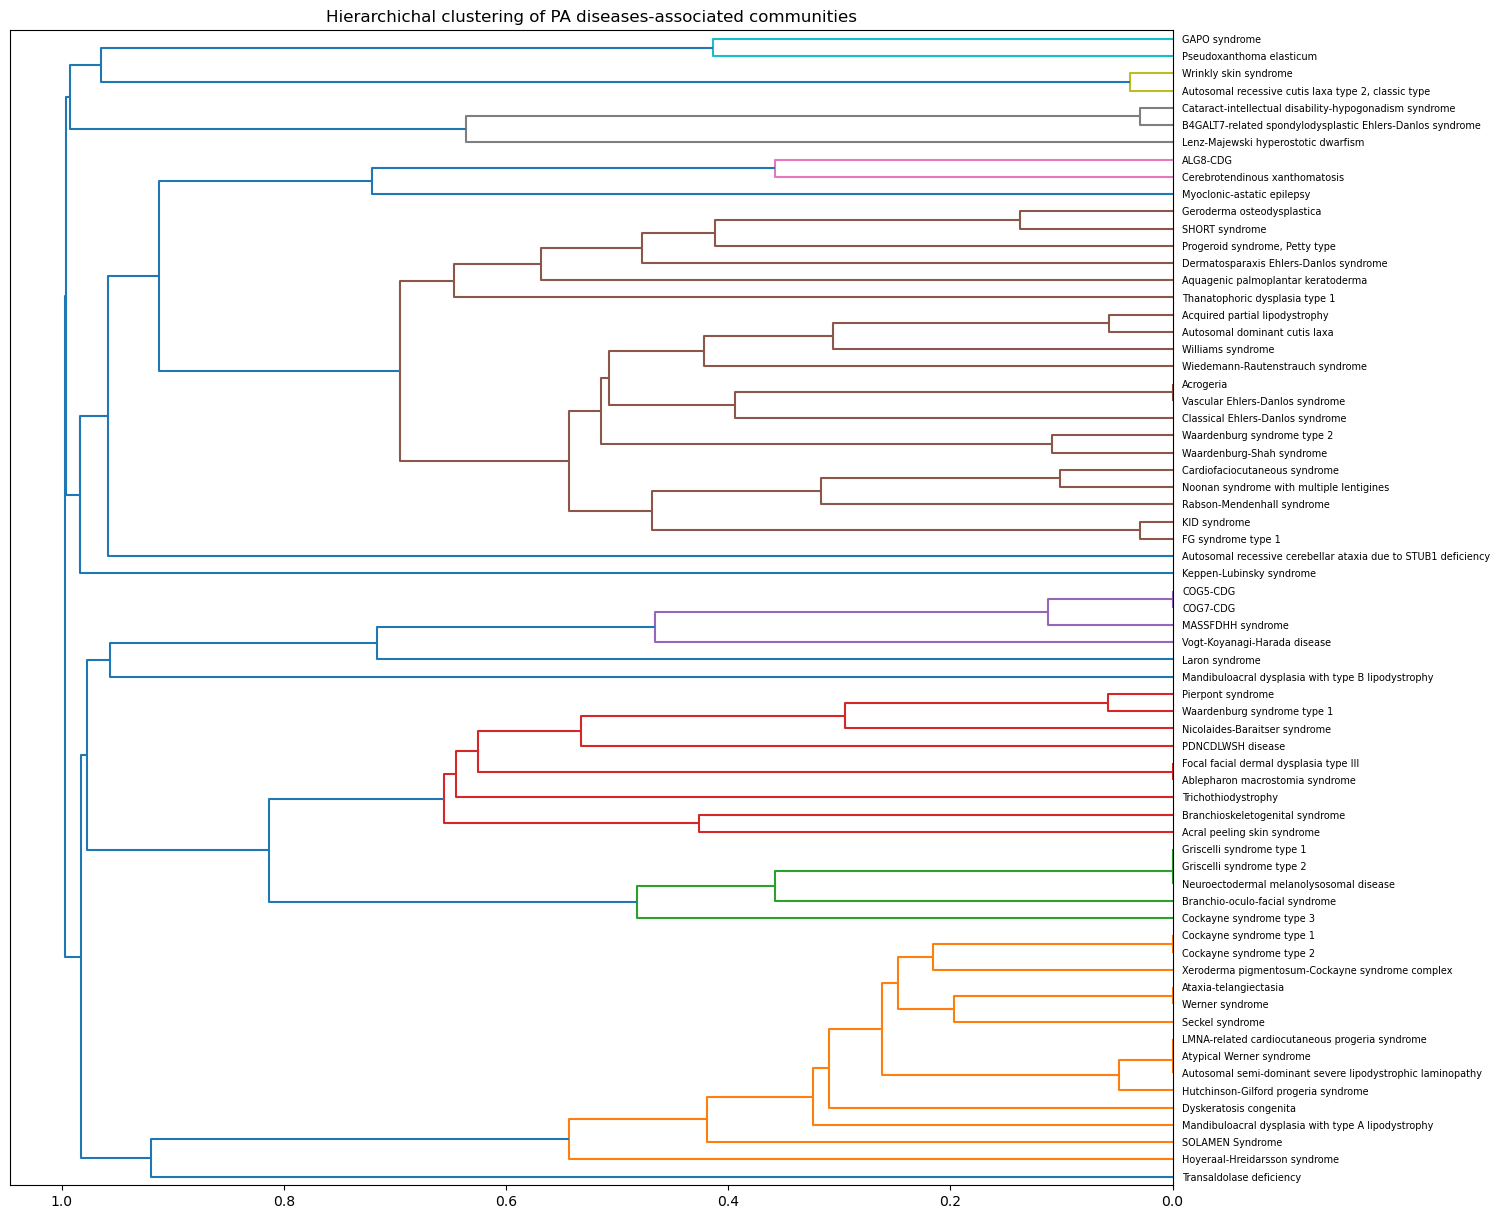 Hierarchichal clustering of PA diseases-associated communities
GAPO syndrome
Pseudoxanthoma elasticum
Wrinkly skin syndrome
Autosomal recessive cutis laxa type 2, classic type
Cataract-intellectual disability-hypogonadism syndrome
B4GALT7-related spondylodysplastic Ehlers-Danlos syndrome
Lenz-Majewski hyperostotic dwarfism
ALG8-CDG
Cerebrotendinous xanthomatosis
Myoclonic-astatic epilepsy
Geroderma osteodysplastica
SHORT syndrome
Progeroid syndrome, Petty type
Dermatosparaxis Ehlers-Danlos syndrome
Aquagenic palmoplantar keratoderma
Thanatophoric dysplasia type 1
Acquired partial lipodystrophy
Autosomal dominant cutis laxa
Williams syndrome
Wiedemann-Rautenstrauch syndrome
Acrogeria
Vascular Ehlers-Danlos syndrome
Classical Ehlers-Danlos syndrome
Waardenburg syndrome type 2
Waardenburg-Shah syndrome
Cardiofaciocutaneous syndrome
Noonan syndrome with multiple lentigines
Rabson-Mendenhall syndrome
KID syndrome
FG syndrome type 1
Autosomal recessive cerebellar ataxia due to STUB1 deficiency
Keppen-Lubinsky syndrome
COG5-CDG
COG7-CDG
MASSFDHH syndrome
Vogt-Koyanagi-Harada disease
Laron syndrome
Mandibuloacral dysplasia with type B lipodystrophy
Pierpont syndrome
Waardenburg syndrome type 1
Nicolaides-Baraitser syndrome
PDNCDLWSH disease
Focal facial dermal dysplasia type III
Ablepharon macrostomia syndrome
Trichothiodystrophy
Branchioskeletogenital syndrome
Acral peeling skin syndrome
Griscelli syndrome type 1
Griscelli syndrome type 2
Neuroectodermal melanolysosomal disease
Branchio-oculo-facial syndrome
Cockayne syndrome type 3
Cockayne syndrome type 1
Cockayne syndrome type 2
Xeroderma pigmentosum-Cockayne syndrome complex
Ataxia-telangiectasia
Werner syndrome
Seckel syndrome
LMNA-related cardiocutaneous progeria syndrome
Atypical Werner syndrome
Autosomal semi-dominant severe lipodystrophic laminopathy
Hutchinson-Gilford progeria syndrome
Dyskeratosis congenita
Mandibuloacral dysplasia with type A lipodystrophy
SOLAMEN Syndrome
Hoyeraal-Hreidarsson syndrome
Transaldolase deficiency
1.0 0.8 0.6 0.4 0.2 0.0